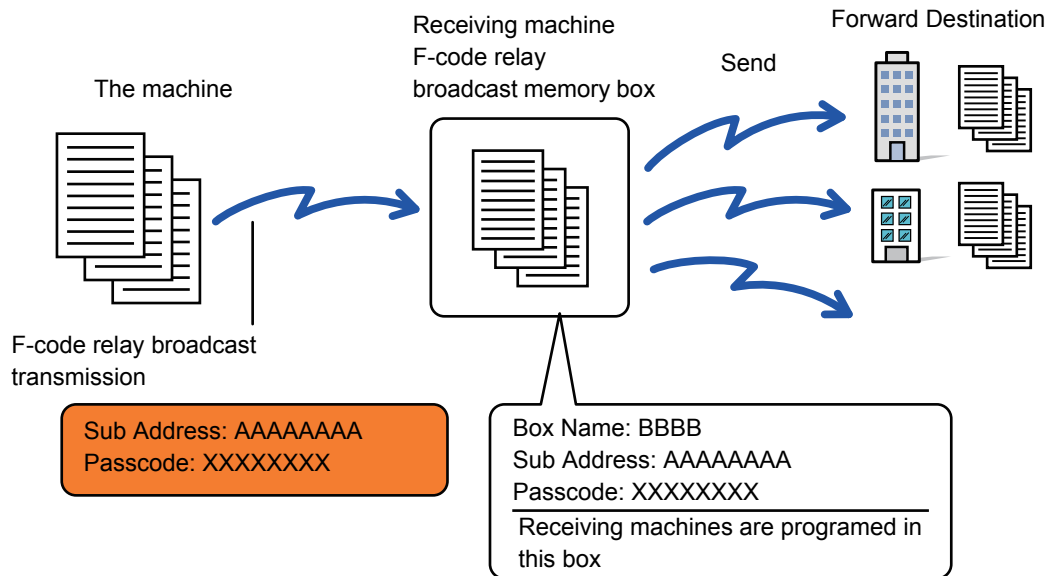 Forward Destination
Receiving machine
F-code relay
broadcast memory box
Send
The machine
F-code relay broadcast
transmission
Sub Address: AAAAAAAA
Passcode: XXXXXXXX
Box Name: BBBB
Sub Address: AAAAAAAA
Passcode: XXXXXXXX
Receiving machines are programed in
this box